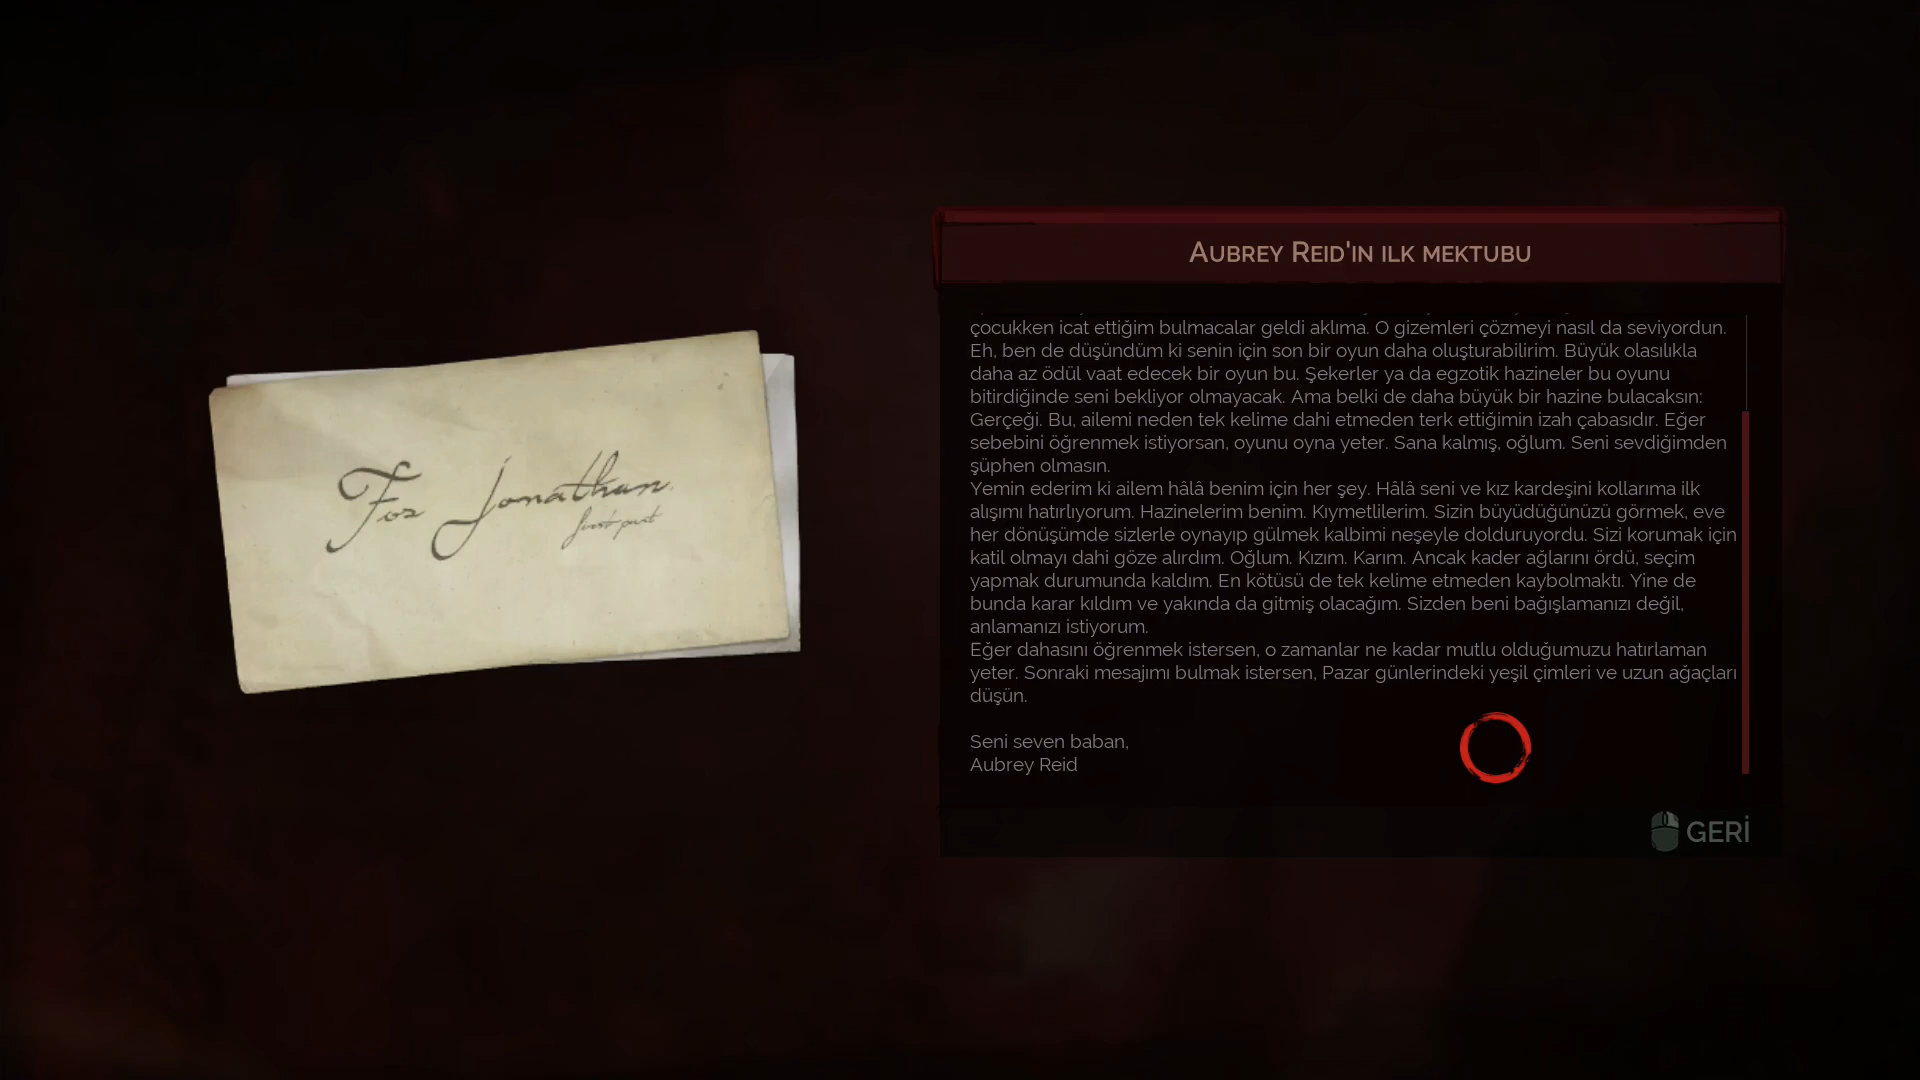 For Jonathan.
first part
Aubrey Reid'in ilk mektubu
çocukken icat ettiğim bulmacalar geldi aklıma. O gizemleri çözmeyi nasıl da seviyordun.
Eh, ben de düşündüm ki senin için son bir oyun daha oluşturabilirim. Büyük olasılıkla
daha az ödül vaat edecek bir oyun bu. Şekerler ya da egzotik hazineler bu oyunu
bitirdiğinde seni bekliyor olmayacak. Ama belki de daha büyük bir hazine bulacaksın:
Gerçeği. Bu, ailemi neden tek kelime dahi etmeden terk ettiğimin izah çabasıdır. Eğer
sebebini öğrenmek istiyorsan, oyunu oyna yeter. Sana kalmış, oğlum. Seni sevdiğimden
şüphen olmasın.
Yemin ederim ki ailem hâlâ benim için her şey. Hâlâ seni ve kız kardeşini kollarıma ilk
alışımı hatırlıyorum. Hazinelerim benim. Kıymetlilerim. Sizin büyüdüğünüzü görmek, eve
her dönüşümde sizlerle oynayıp gülmek kalbimi neşeyle dolduruyordu. Sizi korumak için
katil olmayı dahi göze alırdım. Oğlum. Kızım. Karım. Ancak kader ağlarını ördü, seçim
yapmak durumunda kaldım. En kötüsü de tek kelime etmeden kaybolmaktı. Yine de
bunda karar kıldım ve yakında da gitmiş olacağım. Sizden beni bağışlamanızı değil,
anlamanızı istiyorum.
Eğer dahasını öğrenmek istersen, o zamanlar ne kadar mutlu olduğumuzu hatırlaman
yeter. Sonraki mesajımı bulmak istersen, Pazar günlerindeki yeşil çimleri ve uzun ağaçları
düşün.
Seni seven baban,
Aubrey Reid
GERİ